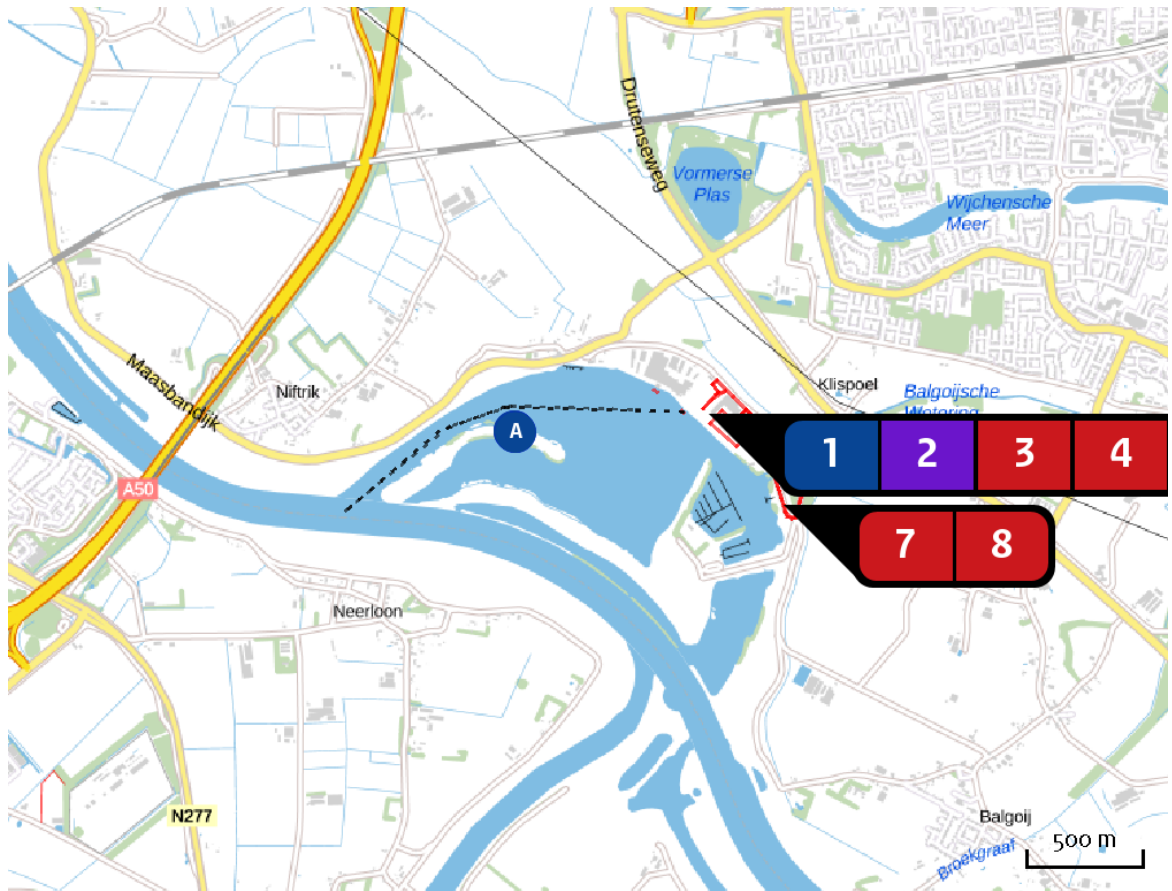 Drutenseweg
Vormerse
Plas
Wijchensche
Meer
Maasbandijk
Niftrik
Klispoel
Balgoijsche
Wetering
A
1
2
3
4
A50
7
8
Neerloon
N277
Balgoij
Broekgraaf
500 m